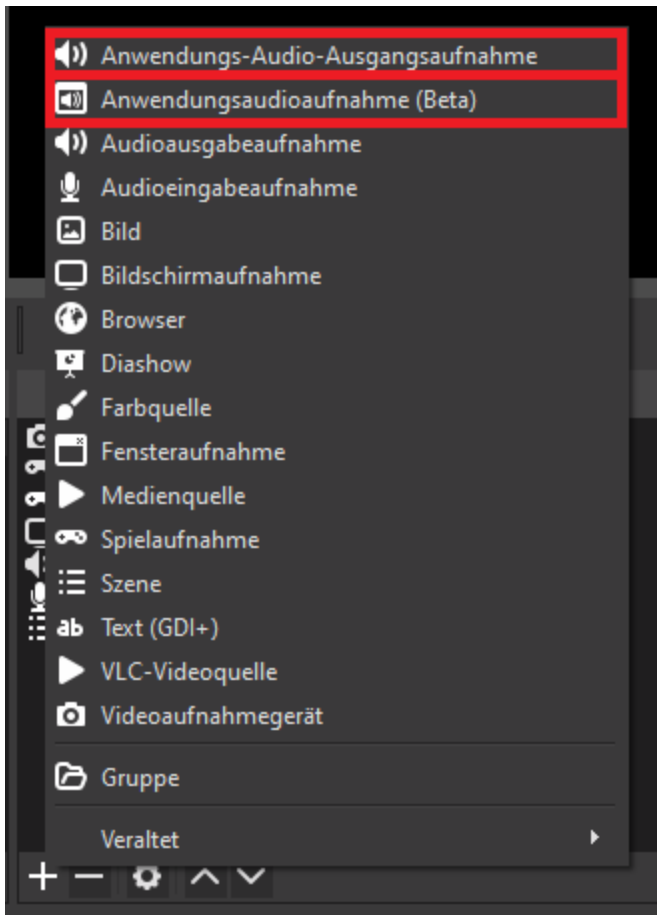 Anwendungs-Audio-Ausgangsaufnahme
Anwendungsaudioaufnahme (Beta)
Audioausgabeaufnahme
Audioeingabeaufnahme
Bild
Bildschirmaufnahme
Browser
Diashow
Farbquelle
Fensteraufnahme
Medienquelle
Spielaufnahme
Szene
ab Text (GDI+)
VLC-Videoquelle
Videoaufnahmegerät
Gruppe
Veraltet